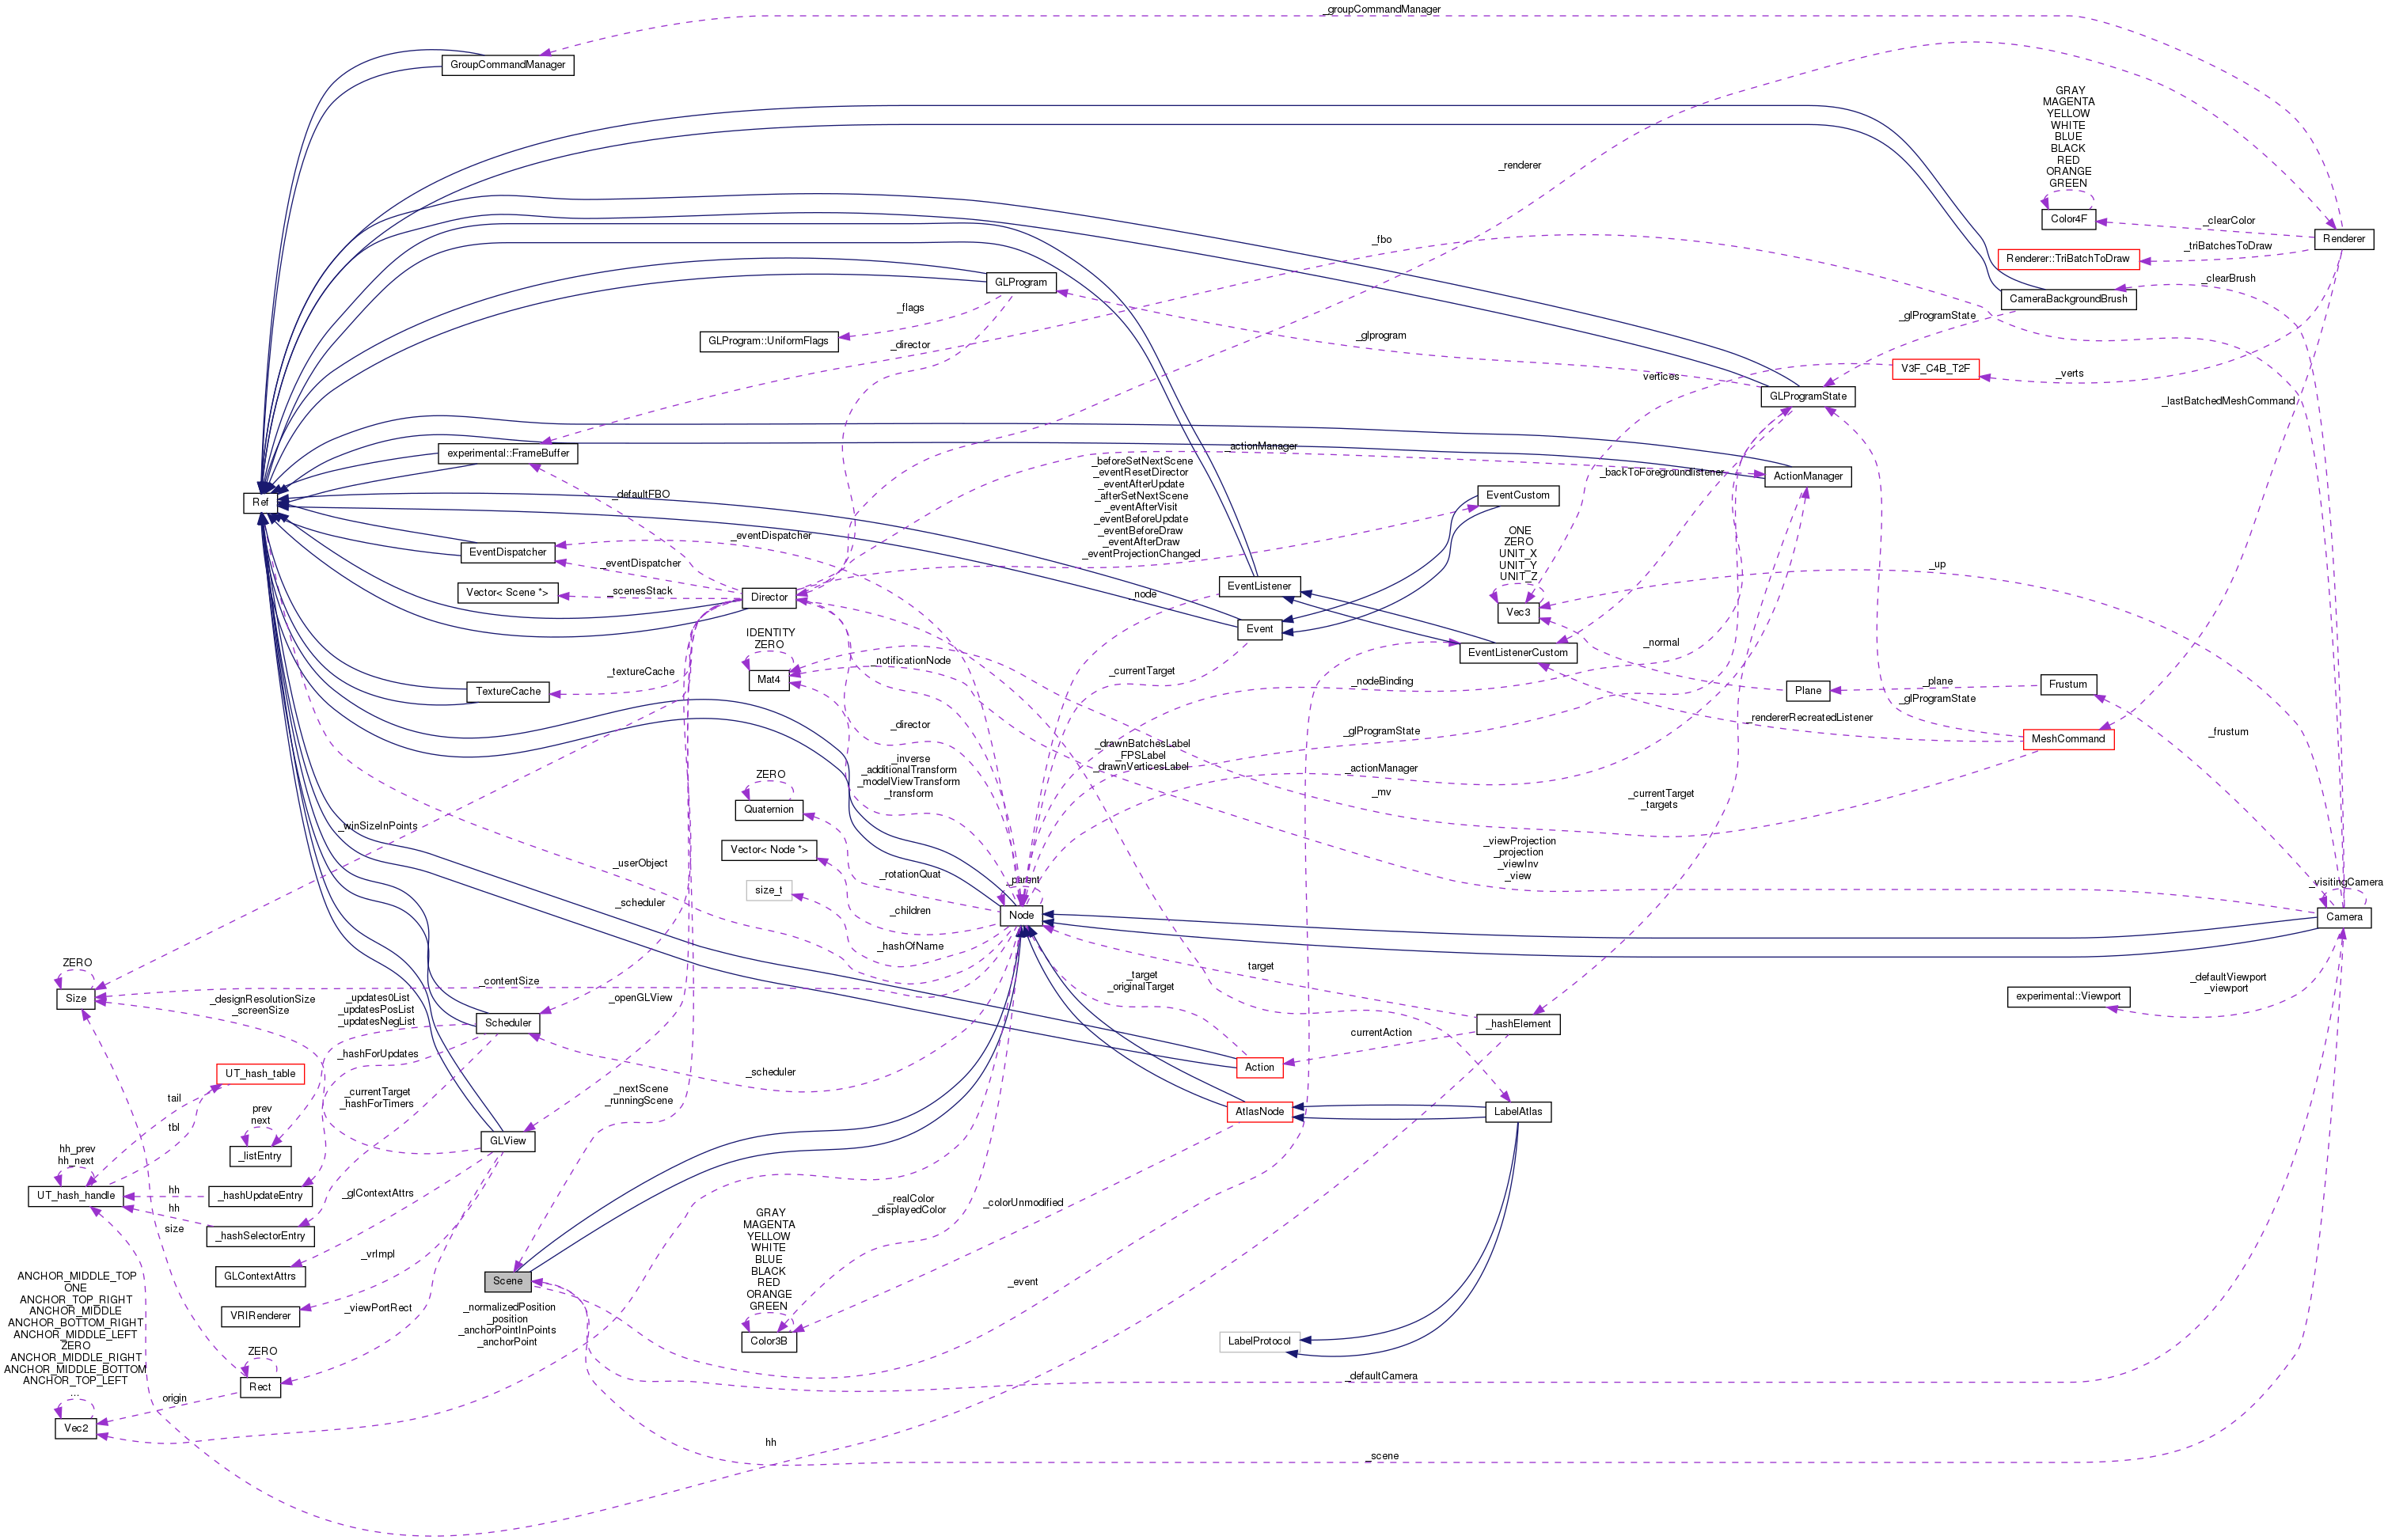 _groupCommandManager
GroupCommandManager
GRAY
MAGENTA
YELLOW
WHITE
BLUE
BLACK
RED
ORANGE
GREEN
_renderer
Color4F
_clearColor
Renderer
_fbo
_triBatchesToDraw
Renderer::TriBatchToDraw
GLProgram
_clearBrush
CameraBackgroundBrush
_flags
_glProgramState
GLProgram::UniformFlags
_director
_glprogram
vertices
V3F_C4B_T2F
_verts
GLProgramState
_lastBatchedMeshCommand
experimental::FrameBuffer
_actionManager
_beforeSetNextScene
_eventResetDirector
_eventAfterUpdate
_afterSetNextScene
_eventAfterVisit
_eventBeforeUpdate
_eventBeforeDraw
_eventAfterDraw
_eventProjectionChanged
_backToForegroundlistener
ActionManager
Ref
_defaultFBO
EventCustom
_eventDispatcher
EventDispatcher
ONE
ZERO
UNIT_X
UNIT_Y
UNIT_Z
_eventDispatcher
_up
Vector< Scene *>
_scenesStack
Director
_node
EventListener
Vec3
Event
IDENTITY
ZERO
_normal
EventListenerCustom
_notificationNode
_textureCache
_currentTarget
Mat4
_nodeBinding
_plane
Frustum
TextureCache
Plane
_glProgramState
_rendererRecreatedListener
_director
_glProgramState
_frustum
MeshCommand
_drawnBatchesLabel
_FPSLabel
_drawnVerticesLabel
_inverse
_additionalTransform
_modelViewTransform
_transform
ZERO
_actionManager
Quaternion
_mv
_currentTarget
_targets
_winSizeInPoints
Vector< Node *>
_viewProjection
_projection
_viewInv
_view
_userObject
_rotationQuat
size_t
_parent
_visitingCamera
_scheduler
_children
Node
Camera
_hashOfName
ZERO
target
_contentSize
_target
_originalTarget
_defaultViewport
_viewport
Size
_designResolutionSize
_screenSize
_updates0List
_updatesPosList
_updatesNegList
_openGLView
experimental::Viewport
Scheduler
_hashElement
_hashForUpdates
currentAction
UT_hash_table
_scheduler
Action
tail
_currentTarget
_hashForTimers
_nextScene
_runningScene
prev
next
AtlasNode
LabelAtlas
tbl
GLView
hh_prev
hh_next
_listEntry
UT_hash_handle
hh
_hashUpdateEntry
_glContextAttrs
_realColor
_displayedColor
_colorUnmodified
hh
GRAY
MAGENTA
YELLOW
WHITE
BLUE
BLACK
RED
ORANGE
GREEN
size
_hashSelectorEntry
_vrImpl
GLContextAttrs
Scene
_event
ANCHOR_MIDDLE_TOP
ONE
ANCHOR_TOP_RIGHT
ANCHOR_MIDDLE
ANCHOR_BOTTOM_RIGHT
ANCHOR_MIDDLE_LEFT
ZERO
ANCHOR_MIDDLE_RIGHT
ANCHOR_MIDDLE_BOTTOM
ANCHOR_TOP_LEFT
...
_viewPortRect
VRIRenderer
_normalizedPosition
_position
_anchorPointInPoints
_anchorPoint
Color3B
LabelProtocol
ZERO
Rect
_defaultCamera
origin
Vec2
hh
_scene